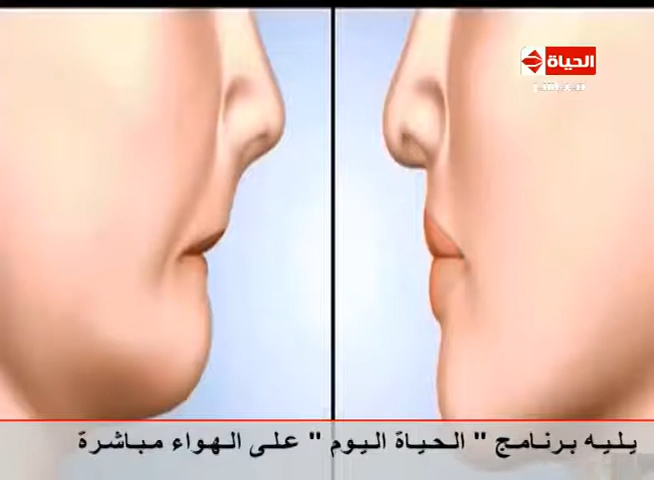 الحياة
يليه برنامج " الحياة اليوم " على الهواء مباشرة